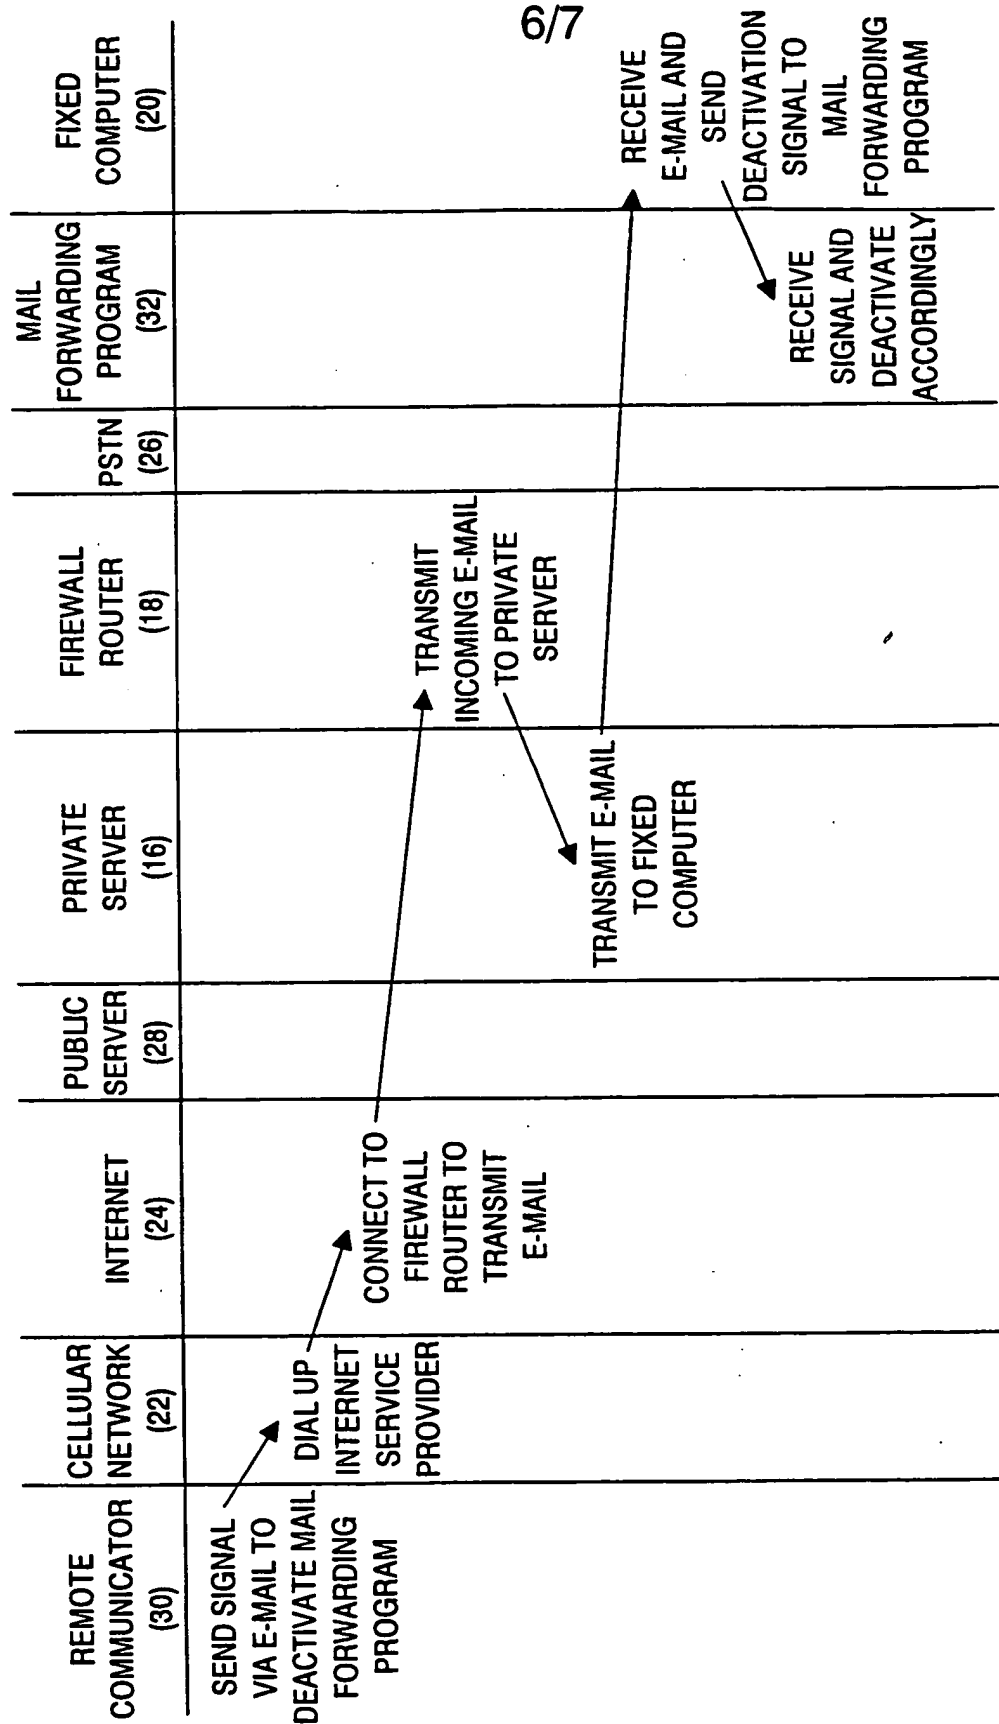 6/7
REMOTE
COMMUNICATOR
(30)
CELLULAR
NETWORK
(22)
INTERNET
(24)
PUBLIC
SERVER
(28)
PRIVATE
SERVER
(16)
FIREWALL
ROUTER
(18)
PSTN
(26)
MAIL
FORWARDING
PROGRAM
(32)
FIXED
COMPUTER
(20)
SEND SIGNAL
VIA E-MAIL TO
DEACTIVATE MAIL
FORWARDING
PROGRAM
DIAL UP
INTERNET
SERVICE
PROVIDER
CONNECT TO
FIREWALL
ROUTER TO
TRANSMIT
E-MAIL
TRANSMIT
INCOMING E-MAIL
TO PRIVATE
SERVER
TRANSMIT E-MAIL
TO FIXED
COMPUTER
RECEIVE
E-MAIL AND
SEND
DEACTIVATION
SIGNAL TO
MAIL
FORWARDING
PROGRAM
RECEIVE
SIGNAL AND
DEACTIVATE
ACCORDINGLY